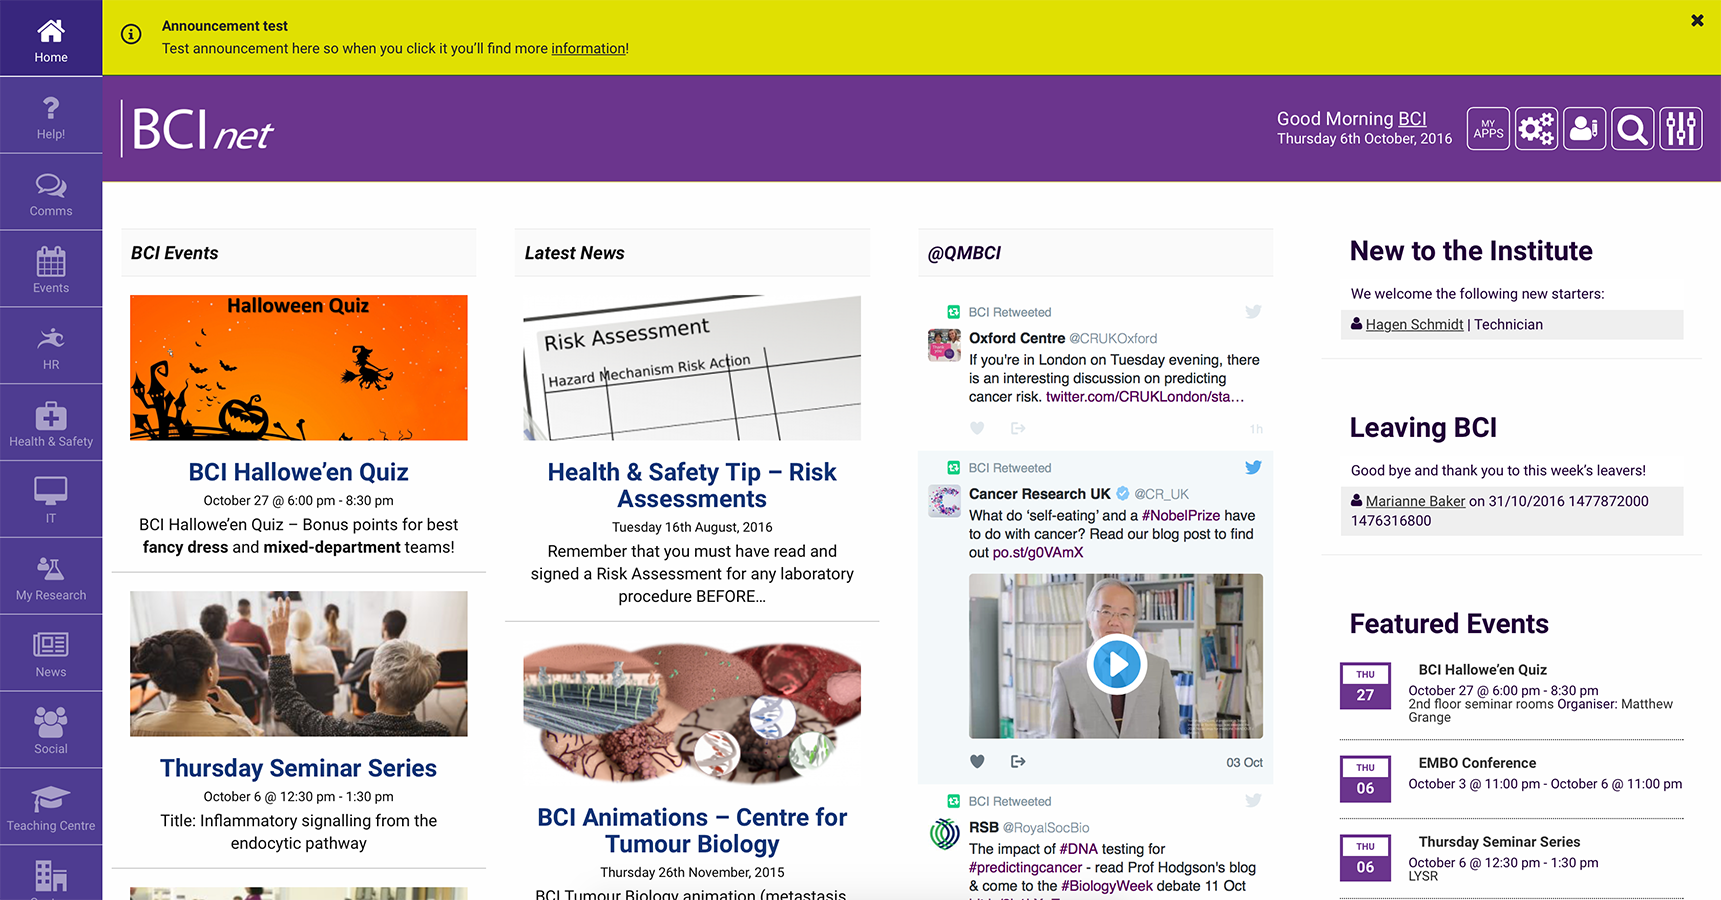 Home
Help!
Comms
Events
HR
Health & Safety
IT
My Research
News
Social
Teaching Centre
Announcement test
Test announcement here so when you click it you’ll find more information!
BCI net
Good Morning BCI
Thursday 6th October, 2016
MY
APPS
BCI Events
Halloween Quiz
BCI Hallowe’en Quiz
October 27 @ 6:00 pm - 8:30 pm
BCI Hallowe’en Quiz – Bonus points for best
fancy dress and mixed-department teams!
Thursday Seminar Series
October 6 @ 12:30 pm - 1:30 pm
Title: Inflammatory signalling from the
endocytic pathway
Latest News
Risk Assessment
Hazard Mechanism Risk Action
Health & Safety Tip – Risk
Assessments
Tuesday 16th August, 2016
Remember that you must have read and
signed a Risk Assessment for any laboratory
procedure BEFORE…
BCI Animations – Centre for
Tumour Biology
Thursday 26th November, 2015
BCI Tumour Biology animation (metastasis
@QMBCI
BCI Retweeted
Oxford Centre @CRUKOxford
If you're in London on Tuesday evening, there
is an interesting discussion on predicting
cancer risk. twitter.com/CRUKLondon/sta…
1h
BCI Retweeted
Cancer Research UK @CR_UK
What do ‘self-eating’ and a #NobelPrize have
to do with cancer? Read our blog post to find
out po.st/g0VAmX
03 Oct
BCI Retweeted
RSB @RoyalSocBio
The impact of #DNA testing for
#predictingcancer - read Prof Hodgson's blog
& come to the #BiologyWeek debate 11 Oct
New to the Institute
We welcome the following new starters:
Hagen Schmidt | Technician
Leaving BCI
Good bye and thank you to this week’s leavers!
Marianne Baker on 31/10/2016 1477872000
1476316800
Featured Events
THU
27
BCI Hallowe’en Quiz
October 27 @ 6:00 pm - 8:30 pm
2nd floor seminar rooms Organiser: Matthew
Grange
THU
06
EMBO Conference
October 3 @ 11:00 pm - October 6 @ 11:00 pm
THU
06
Thursday Seminar Series
October 6 @ 12:30 pm - 1:30 pm
LYSR